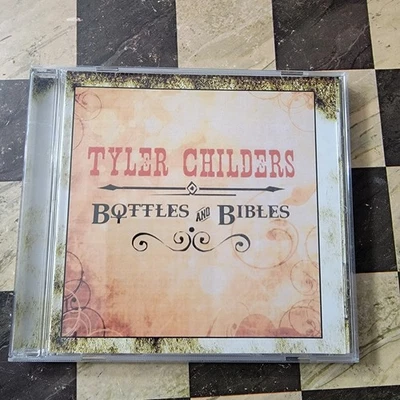 TYLER CHILDERS
BOTTLES AND BIBLES